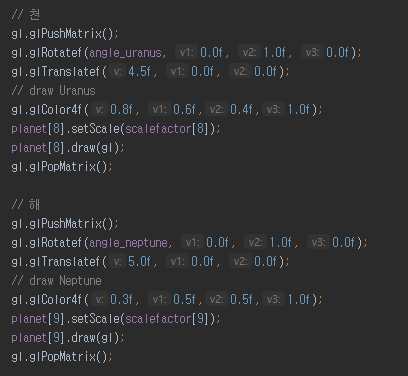 // 천
gl.glPushMatrix();
gl.glRotatef(angle_uranus, v1: 0.0f, v2: 1.0f, v3: 0.0f);
gl.glTranslatef( v: 4.5f, v1: 0.0f, v2: 0.0f);
// draw Uranus
gl.glColor4f( v: 0.8f, v1: 0.6f, v2: 0.4f, v3: 1.0f);
planet[8].setScale(scalefactor[8]);
planet[8].draw(gl);
gl.glPopMatrix();
// 해
gl.glPushMatrix();
gl.glRotatef(angle_neptune, v1: 0.0f, v2: 1.0f, v3: 0.0f);
gl.glTranslatef( v: 5.0f, v1: 0.0f, v2: 0.0f);
// draw Neptune
gl.glColor4f( v: 0.3f, v1: 0.5f, v2: 0.5f, v3: 1.0f);
planet[9].setScale(scalefactor[9]);
planet[9].draw(gl);
gl.glPopMatrix();